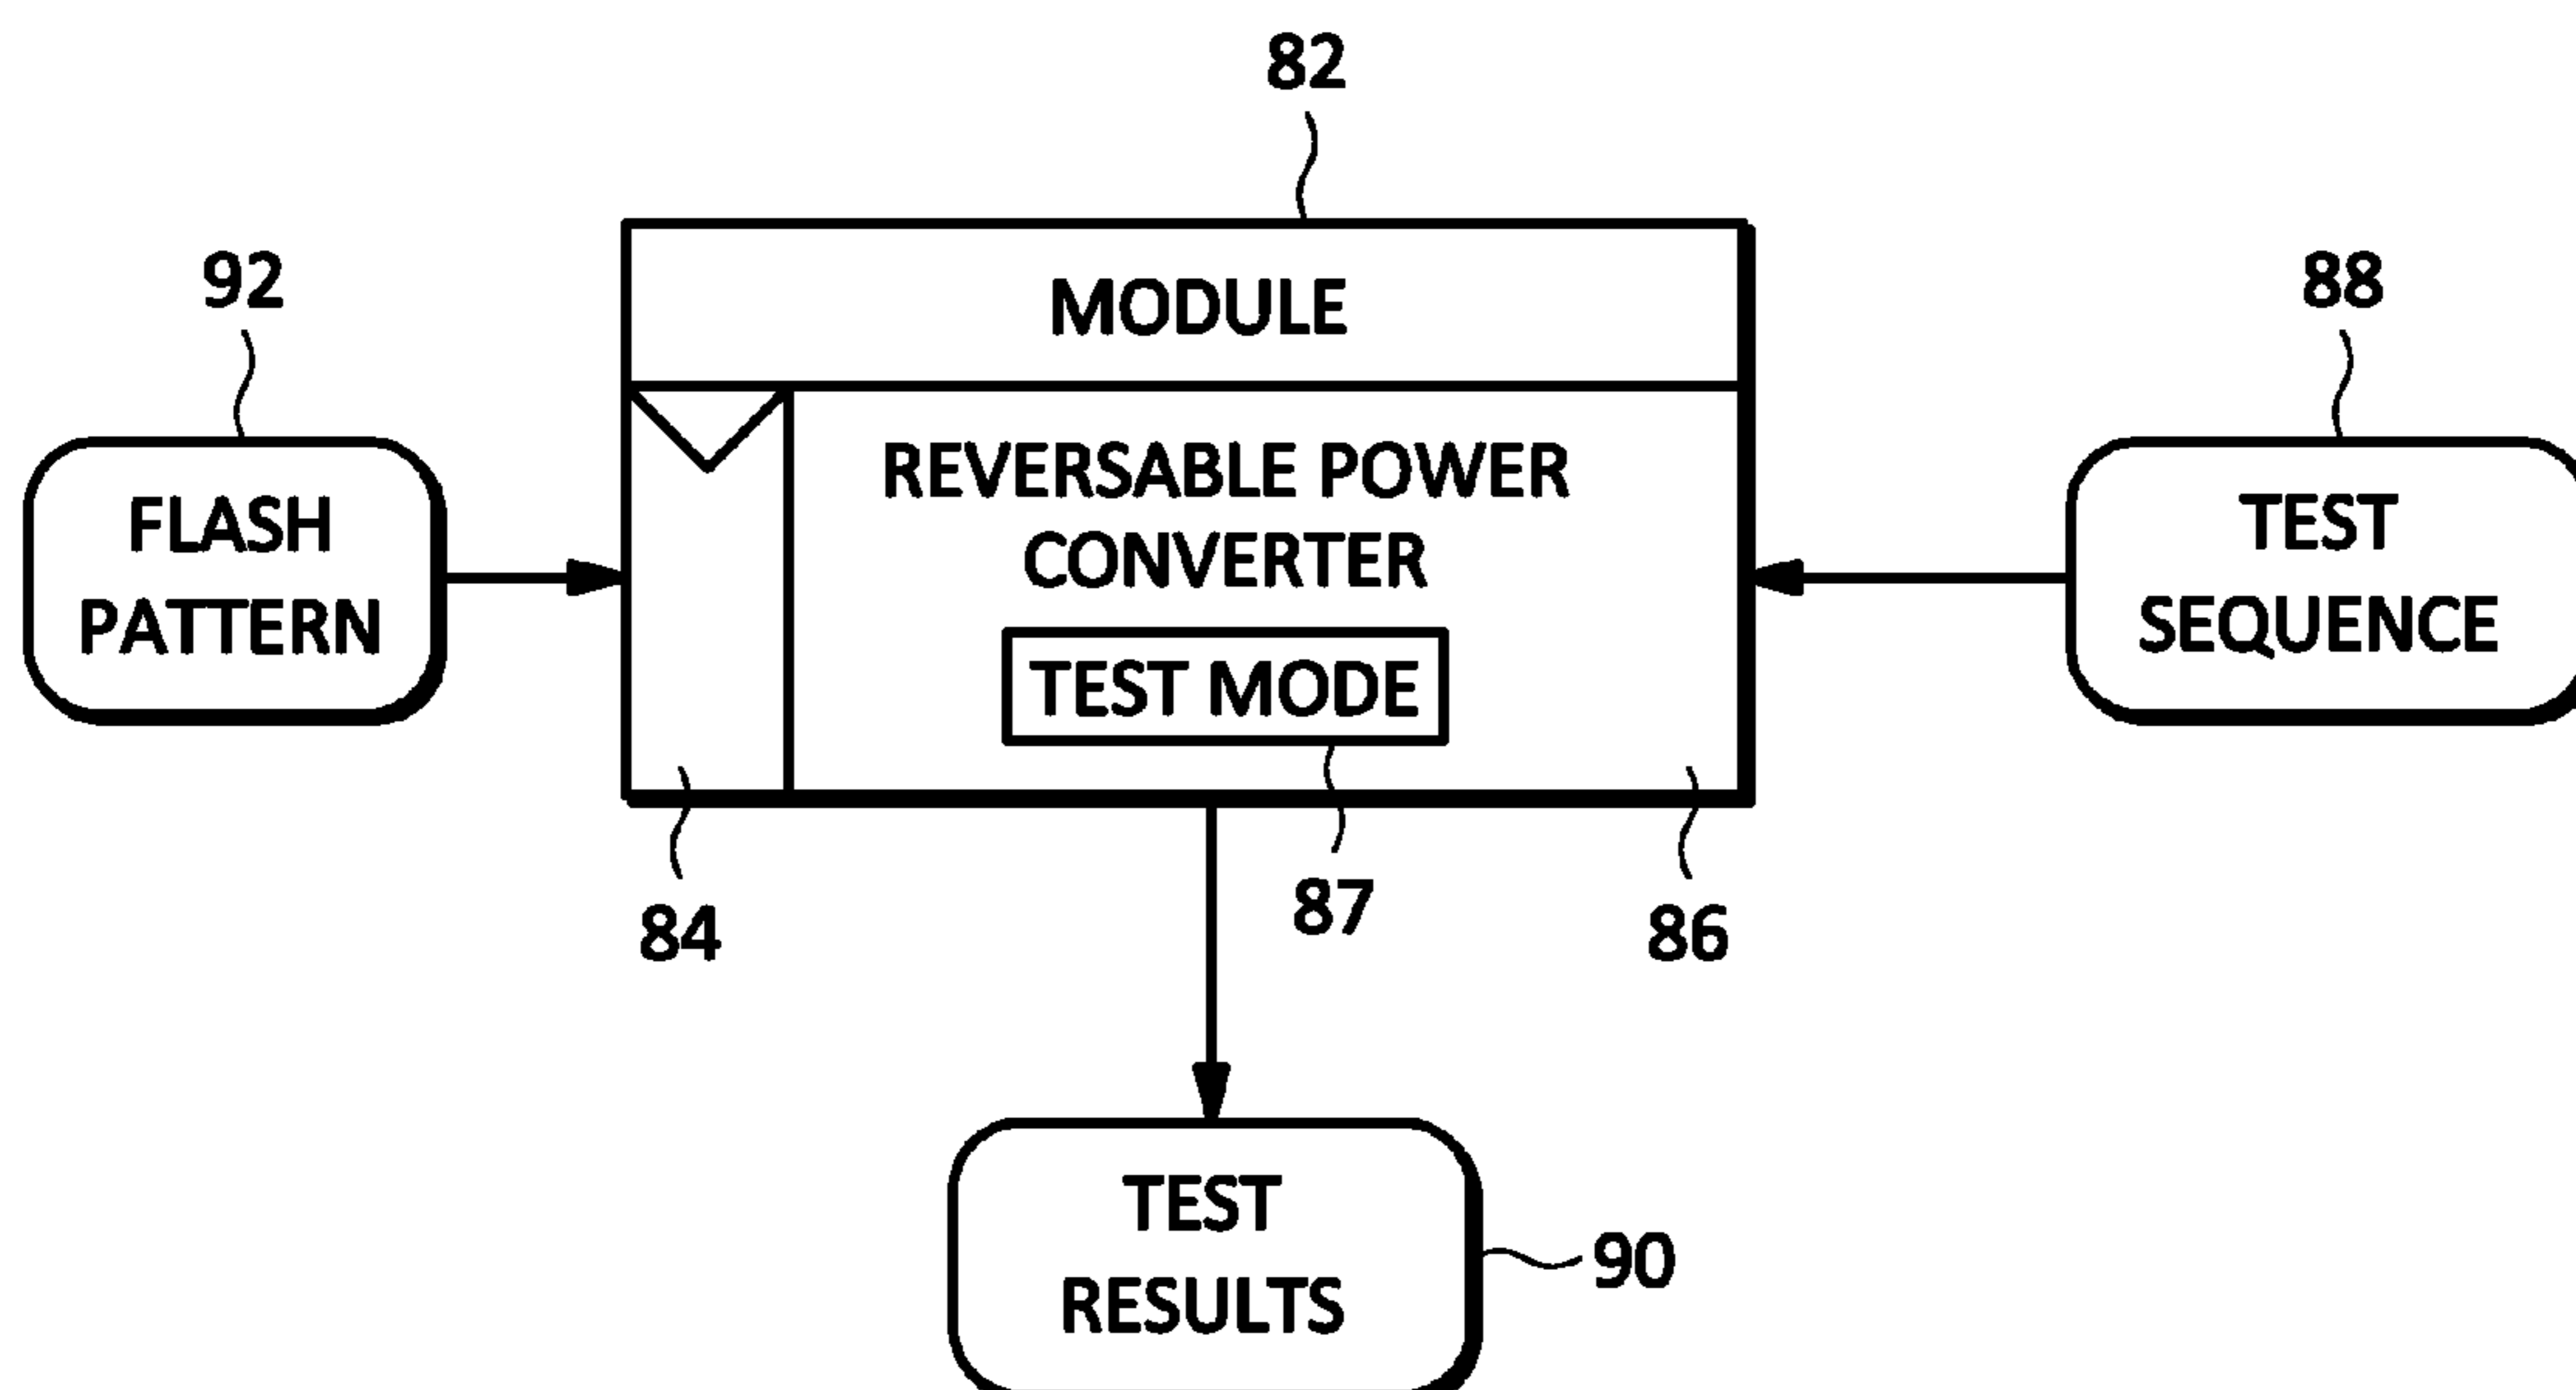 82
MODULE
92
FLASH
PATTERN
REVERSABLE POWER
CONVERTER
TEST MODE
88
TEST
SEQUENCE
84
87
86
TEST
RESULTS
90